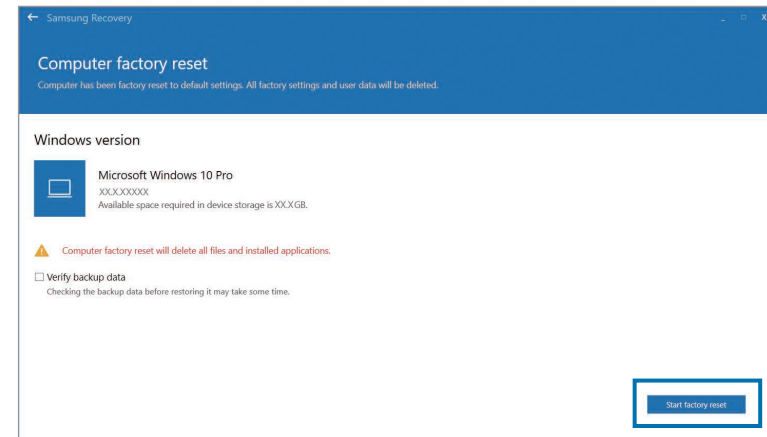 Samsung Recovery
Computer factory reset
Computer has been factory reset to default settings. All factory settings and user data will be deleted.
Windows version
Microsoft Windows 10 Pro
XX.X.XXXXX
Available space required in device storage is XX.X GB.
Computer factory reset will delete all files and installed applications.
Verify backup data
Checking the backup data before restoring it may take some time.
Start factory reset